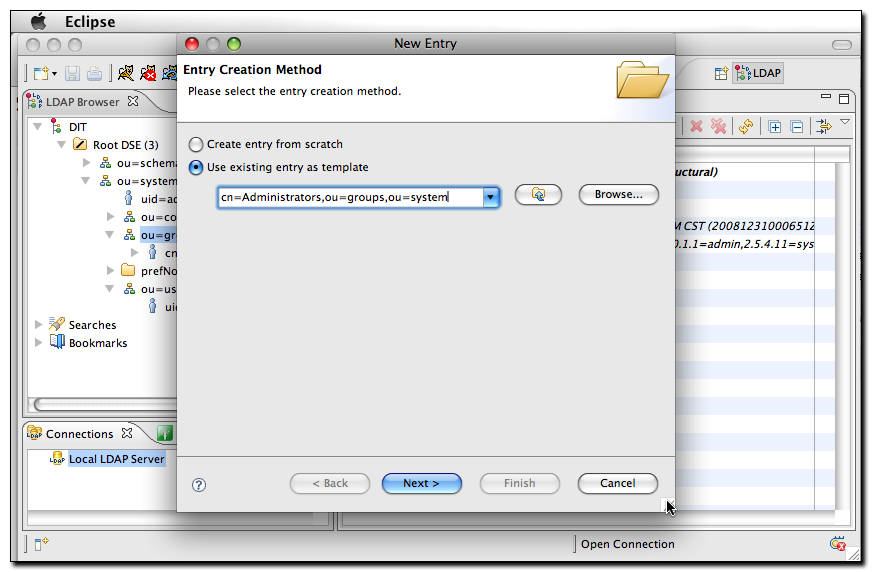 Eclipse
New Entry
LDAP
Entry Creation Method
Please select the entry creation method.
LDAP Browser
DIT
Root DSE (3)
ou=schema
ou=system
uid=ad
ou=co
ou=gr
cn
prefNo
ou=us
uid
Searches
Bookmarks
Create entry from scratch
Use existing entry as template
cn=Administrators,ou=groups,ou=system
Browse...
uctural)
M CST (20081231000651Z
0.1.1=admin,2.5.4.11=sys
Connections
Local LDAP Server
?
< Back
Next >
Finish
Cancel
Open Connection